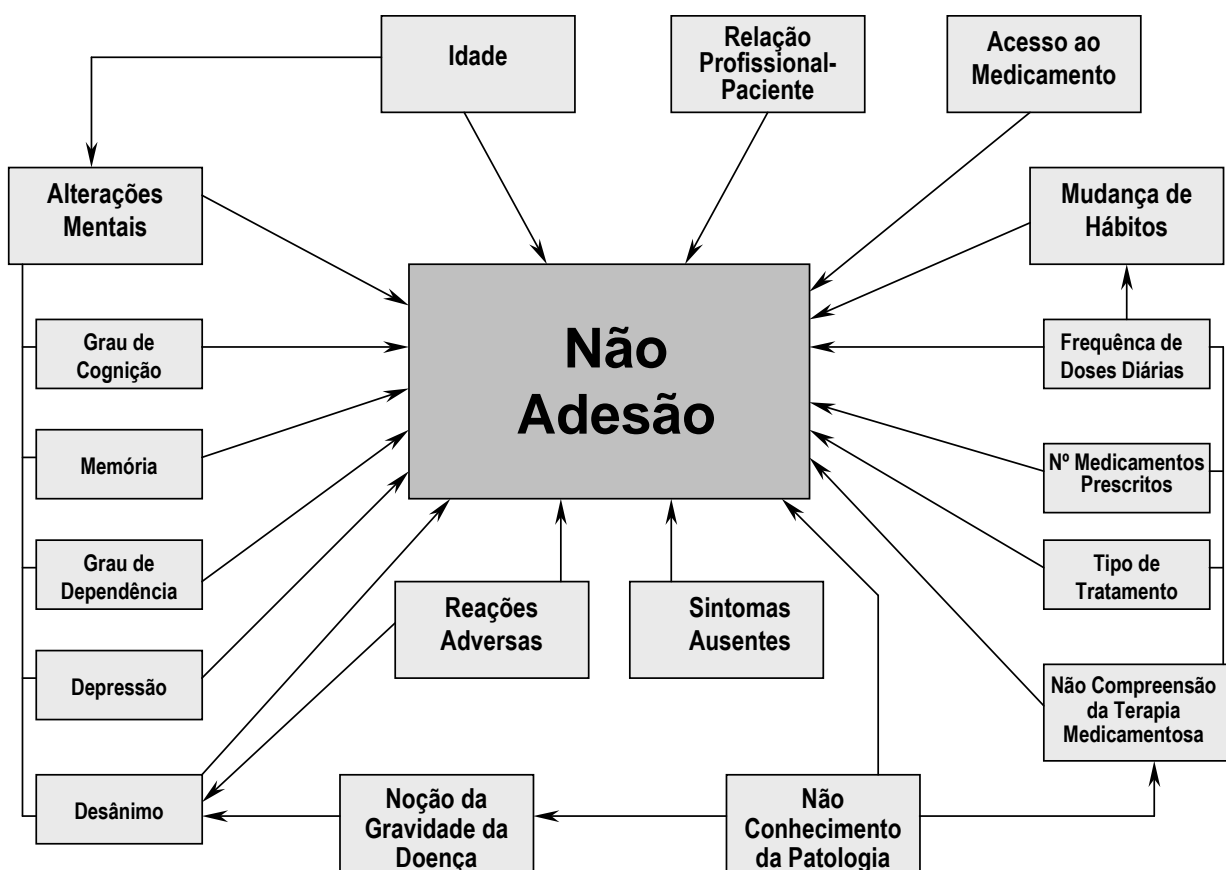 Idade
Relação
Profissional-
Paciente
Acesso ao
Medicamento
Alterações
Mentais
Mudança de
Hábitos
Não
Adesão
Grau de
Cognição
Frequênca de
Doses Diárias
Memória
Nº Medicamentos
Prescritos
Grau de
Dependência
Tipo de
Tratamento
Reações
Adversas
Sintomas
Ausentes
Depressão
Não Compreensão
da Terapia
Medicamentosa
Desânimo
Noção da
Gravidade da
Doença
Não
Conhecimento
da Patologia